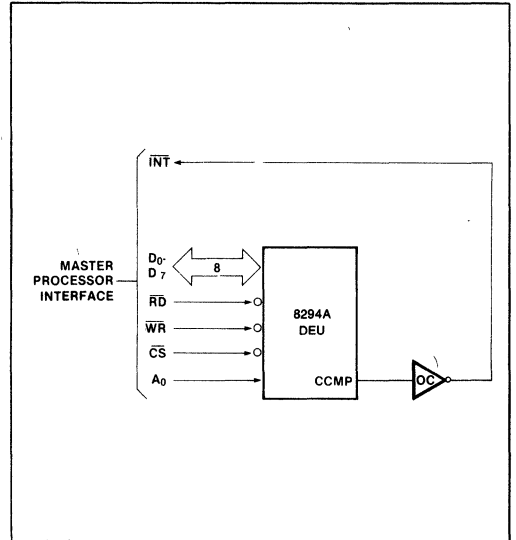 INT
MASTER
PROCESSOR
INTERFACE
D0-
D7
8
RD
WR
CS
A0
8294A
DEU
CCMP
OC